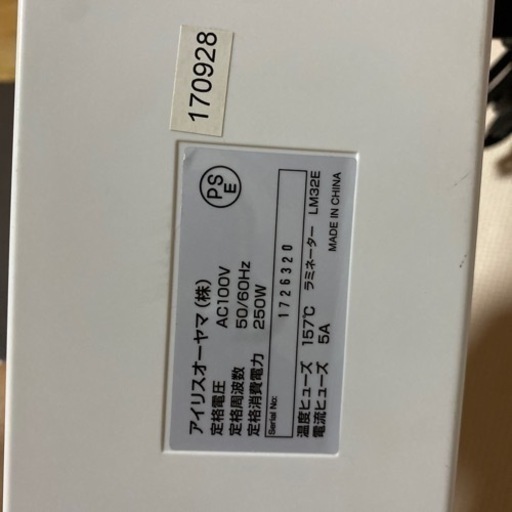 170928
PS
E
アイリスオーヤマ(株)
定格電圧 AC100V
定格周波数 50/60Hz
定格消費電力 250W
Serial No: 1726320
温度ヒューズ 157℃ ラミネーター LM32E
電流ヒューズ 5A MADE IN CHINA